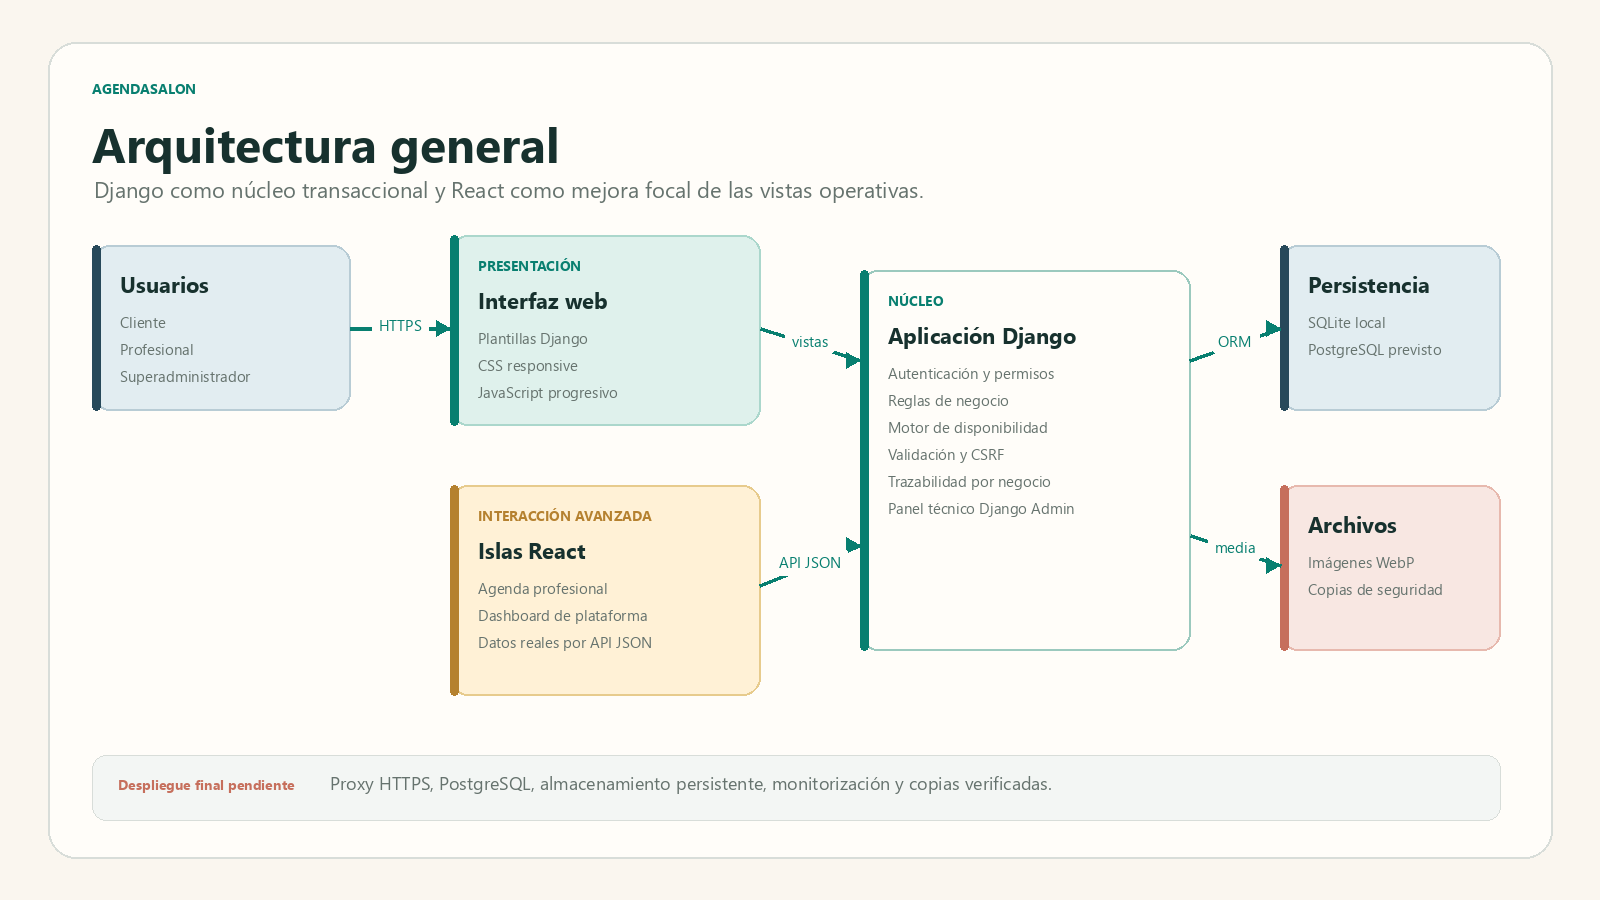 AGENDASALON
Arquitectura general
Django como núcleo transaccional y React como mejora focal de las vistas operativas.
Usuarios
Cliente
Profesional
Superadministrador
HTTPS
PRESENTACIÓN
Interfaz web
Plantillas Django
CSS responsive
JavaScript progresivo
vistas
INTERACCIÓN AVANZADA
Islas React
Agenda profesional
Dashboard de plataforma
Datos reales por API JSON
API JSON
NÚCLEO
Aplicación Django
Autenticación y permisos
Reglas de negocio
Motor de disponibilidad
Validación y CSRF
Trazabilidad por negocio
Panel técnico Django Admin
ORM
Persistencia
SQLite local
PostgreSQL previsto
media
Archivos
Imágenes WebP
Copias de seguridad
Despliegue final pendiente Proxy HTTPS, PostgreSQL, almacenamiento persistente, monitorización y copias verificadas.